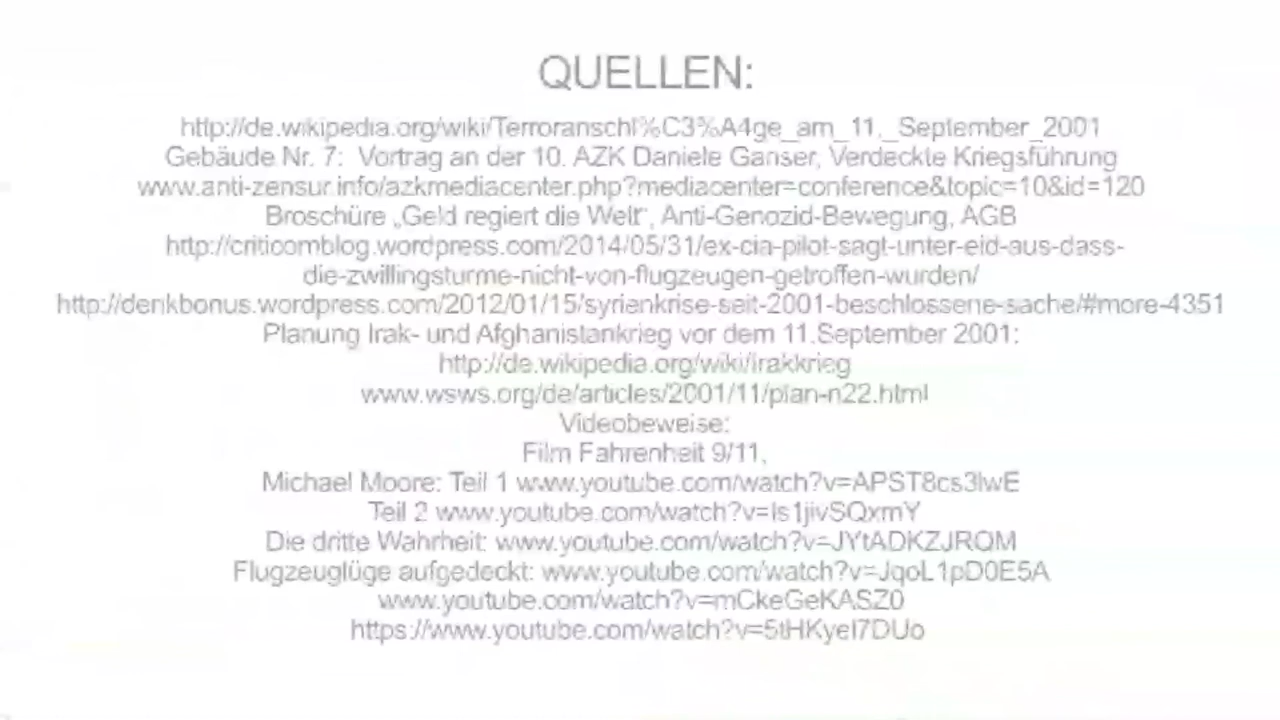 QUELLEN:
http://de.wikipedia.org/wiki/Terroranschl%C3%A4ge_am_11._September_2001
Gebäude Nr. 7: Vortrag an der 10. AZK Daniele Ganser, Verdeckte Kriegsführung
www.anti-zensur.info/azkmediacenter.php?mediacenter=conference&topic=10&id=120
Broschüre „Geld regiert die Welt", Anti-Genozid-Bewegung, AGB
http://criticomblog.wordpress.com/2014/05/31/ex-cia-pilot-sagt-unter-eid-aus-dass-
die-zwillingsturme-nicht-von-flugzeugen-getroffen-wurden/
http://denkbonus.wordpress.com/2012/01/15/syrienkrise-seit-2001-beschlossene-sache/#more-4351
Planung Irak- und Afghanistankrieg vor dem 11.September 2001:
http://de.wikipedia.org/wiki/Irakkrieg
www.wsws.org/de/articles/2001/11/plan-n22.html
Videobeweise:
Film Fahrenheit 9/11,
Michael Moore: Teil 1 www.youtube.com/watch?v=APST8cs3lwE
Teil 2 www.youtube.com/watch?v=Is1jivSQxmY
Die dritte Wahrheit: www.youtube.com/watch?v=JYtADKZJRQM
Flugzeuglüge aufgedeckt: www.youtube.com/watch?v=JqoL1pD0E5A
www.youtube.com/watch?v=mCkeGeKASZ0
https://www.youtube.com/watch?v=5tHKyeI7DUo